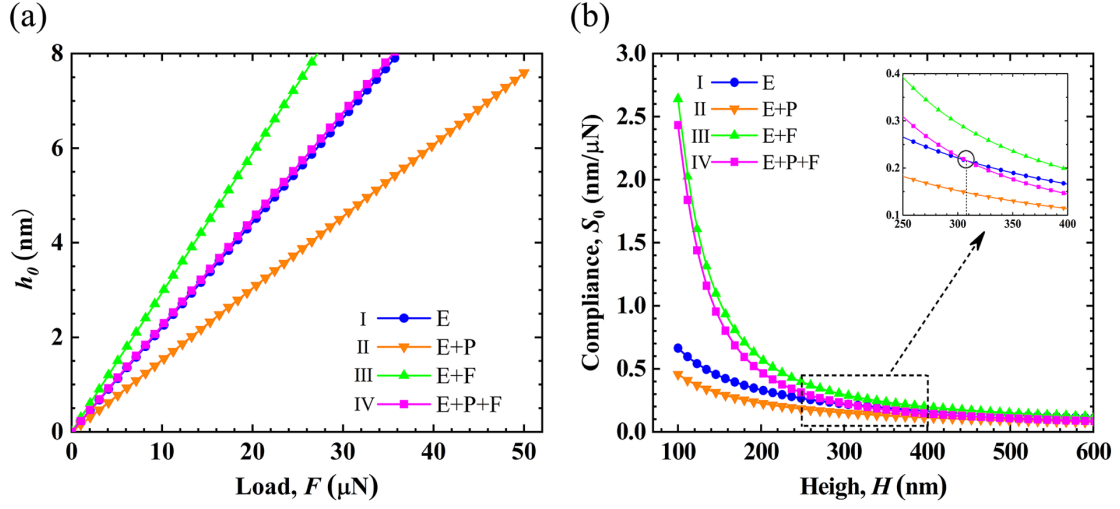 (a)
8
6
4
2
0
h0 (nm)
I E
II E+P
III E+F
IV E+P+F
0 10 20 30 40 50
Load, F (μN)
(b)
3.0
2.5
2.0
1.5
1.0
0.5
0.0
Compliance, S0 (nm/μN)
I E
II E+P
III E+F
IV E+P+F
0.4
0.3
0.2
0.1
250 300 350 400
100 200 300 400 500 600
Heigh, H (nm)